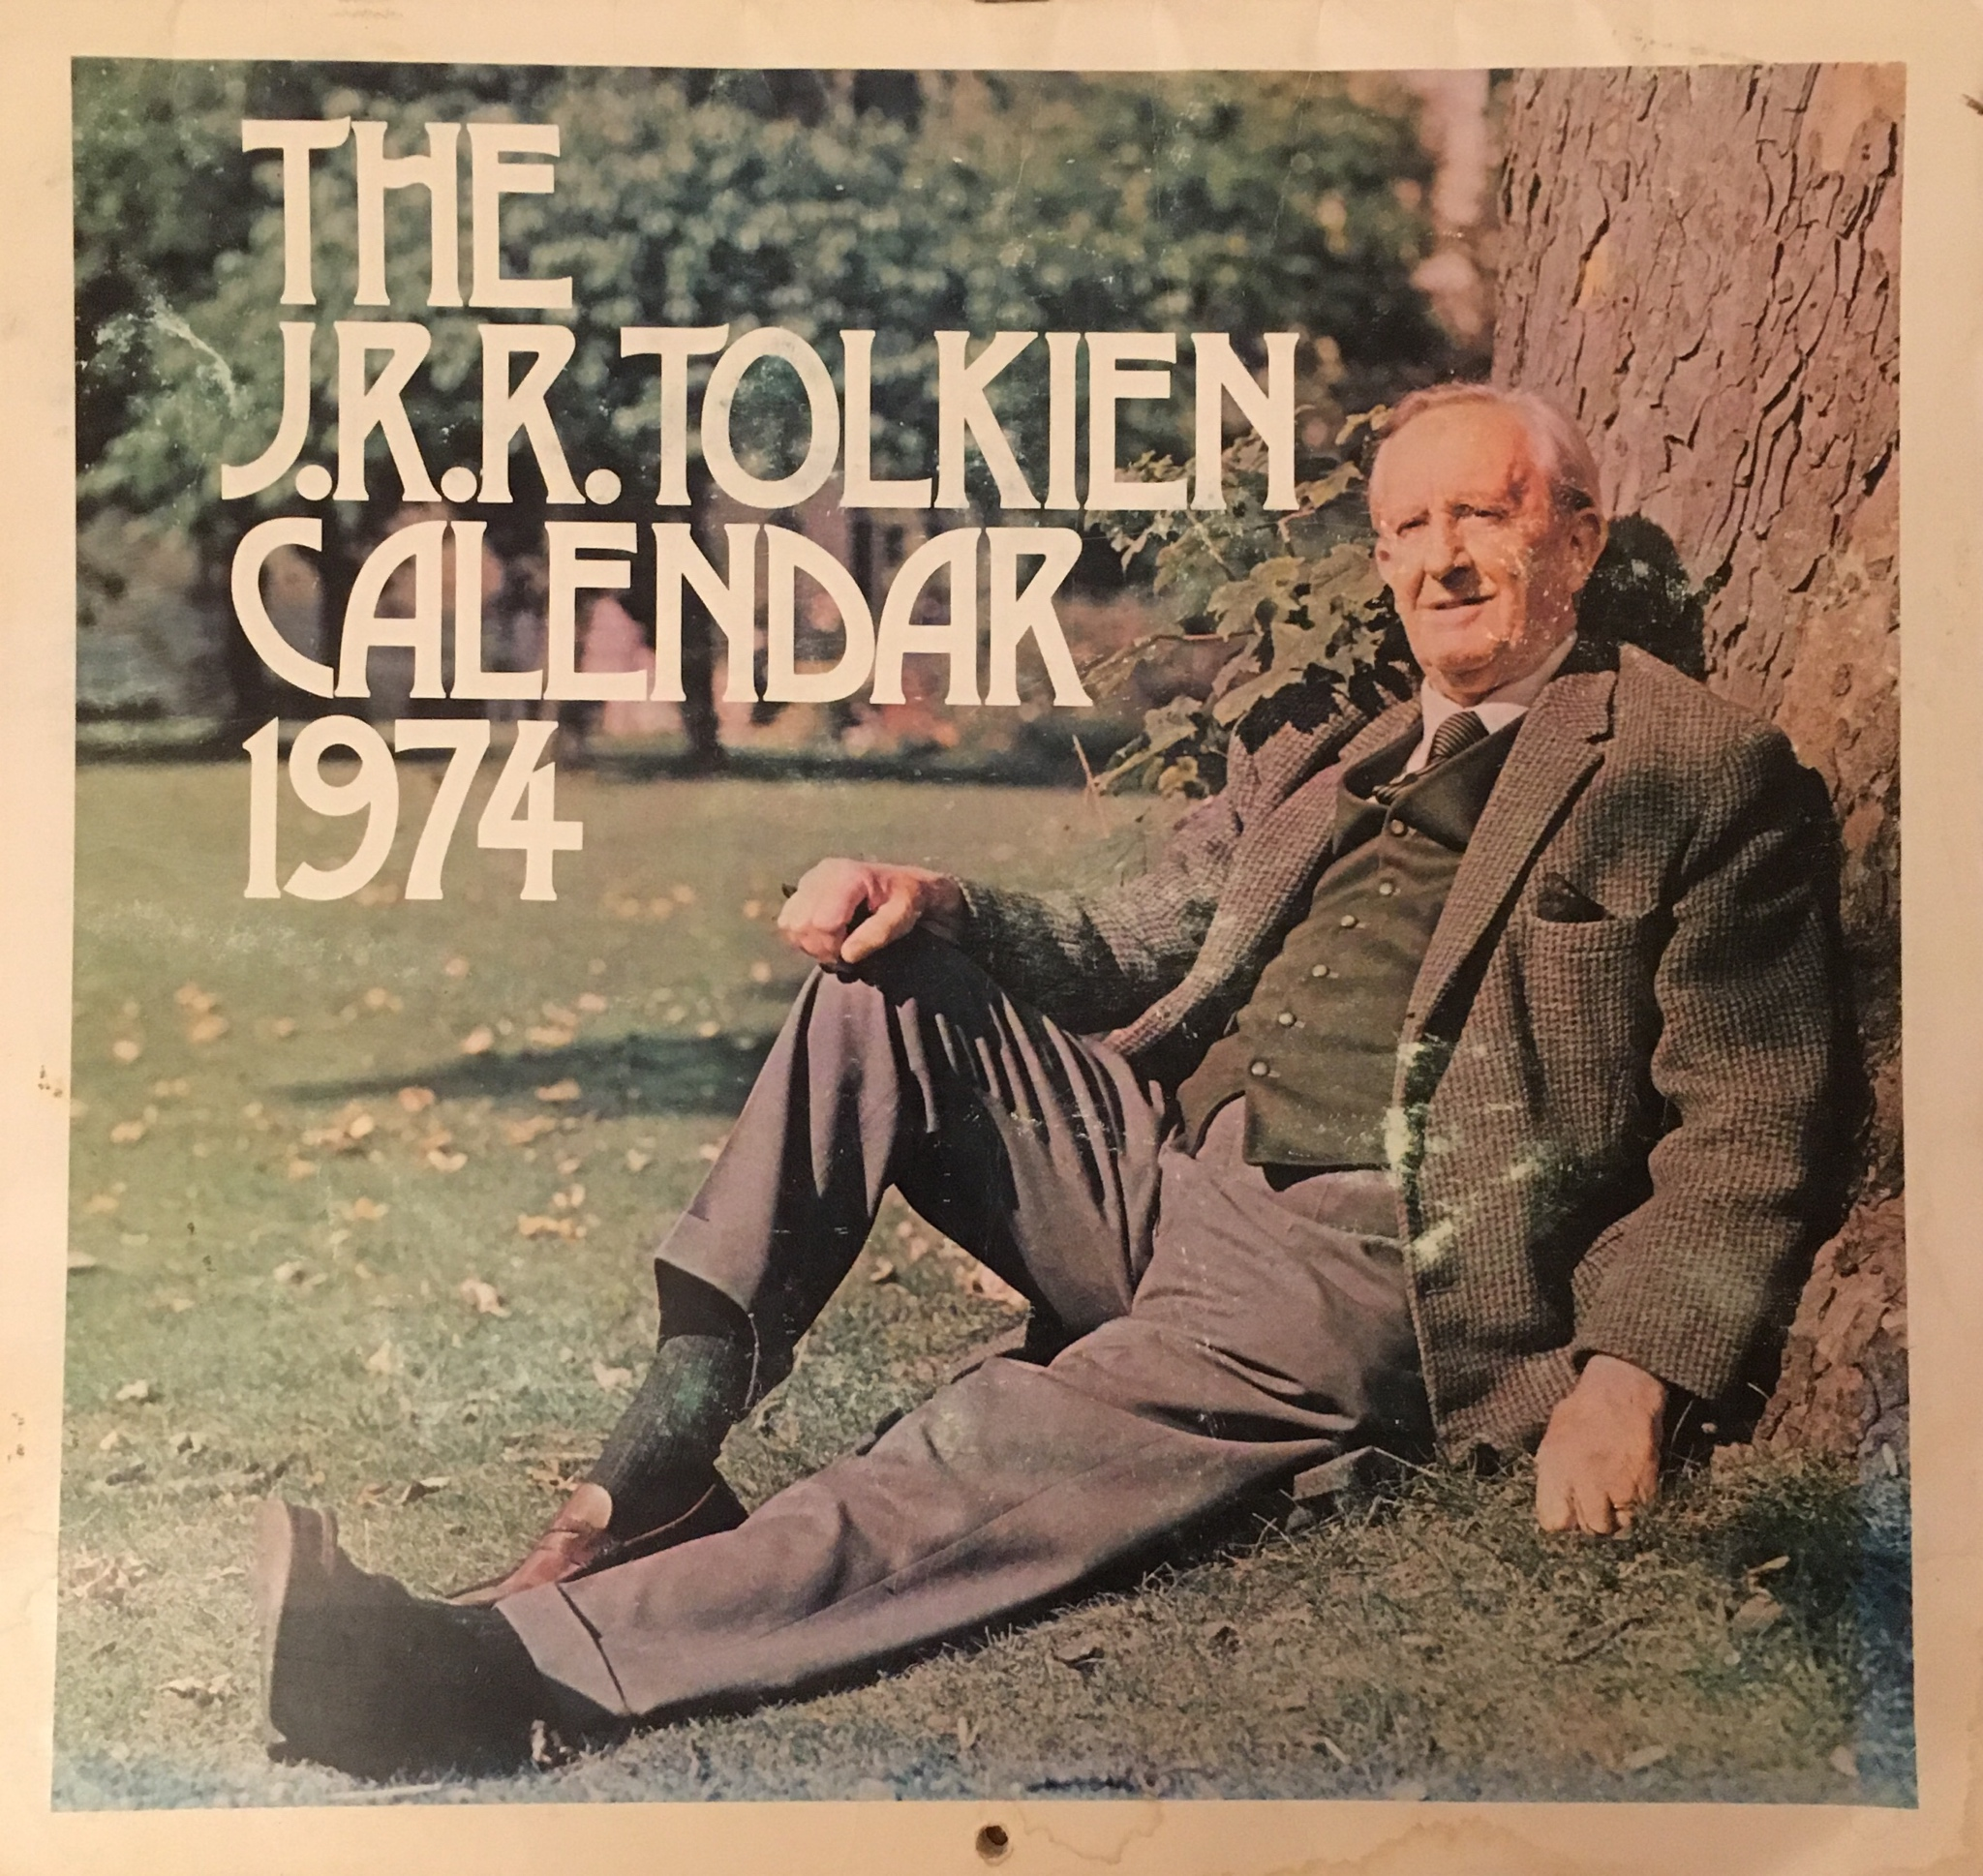 THE
J.R.R. TOLKIEN
CALENDAR
1974